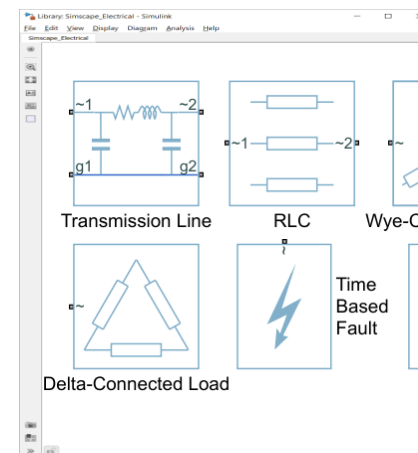 Library: Simscape_Electrical - Simulink
File Edit View Display Diagram Analysis Help
Simscape_Electrical
~1 ~2
g1 g2
Transmission Line
~1 ~2
RLC
~
Wye-C
~
Delta-Connected Load
~
Time
Based
Fault